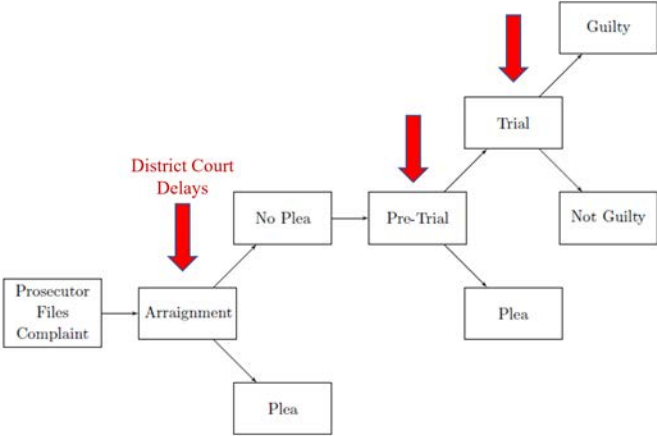 Guilty
Trial
District Court
Delays
No Plea
Pre-Trial
Not Guilty
Prosecutor
Files
Complaint
Arraignment
Plea
Plea